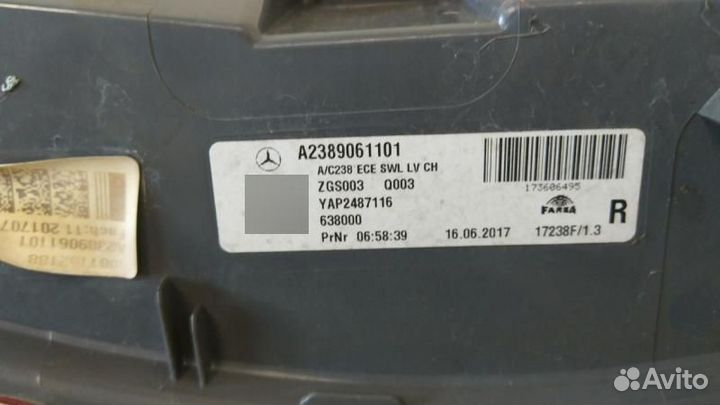 A2389061101
A/C238 ECE SWL LV CH
ZGS003 Q003
YAP2487116
638000
PrNr 06:58:39 16.06.2017 17238F/1.3
173606495
FARBA
R
A2389061101
Avito